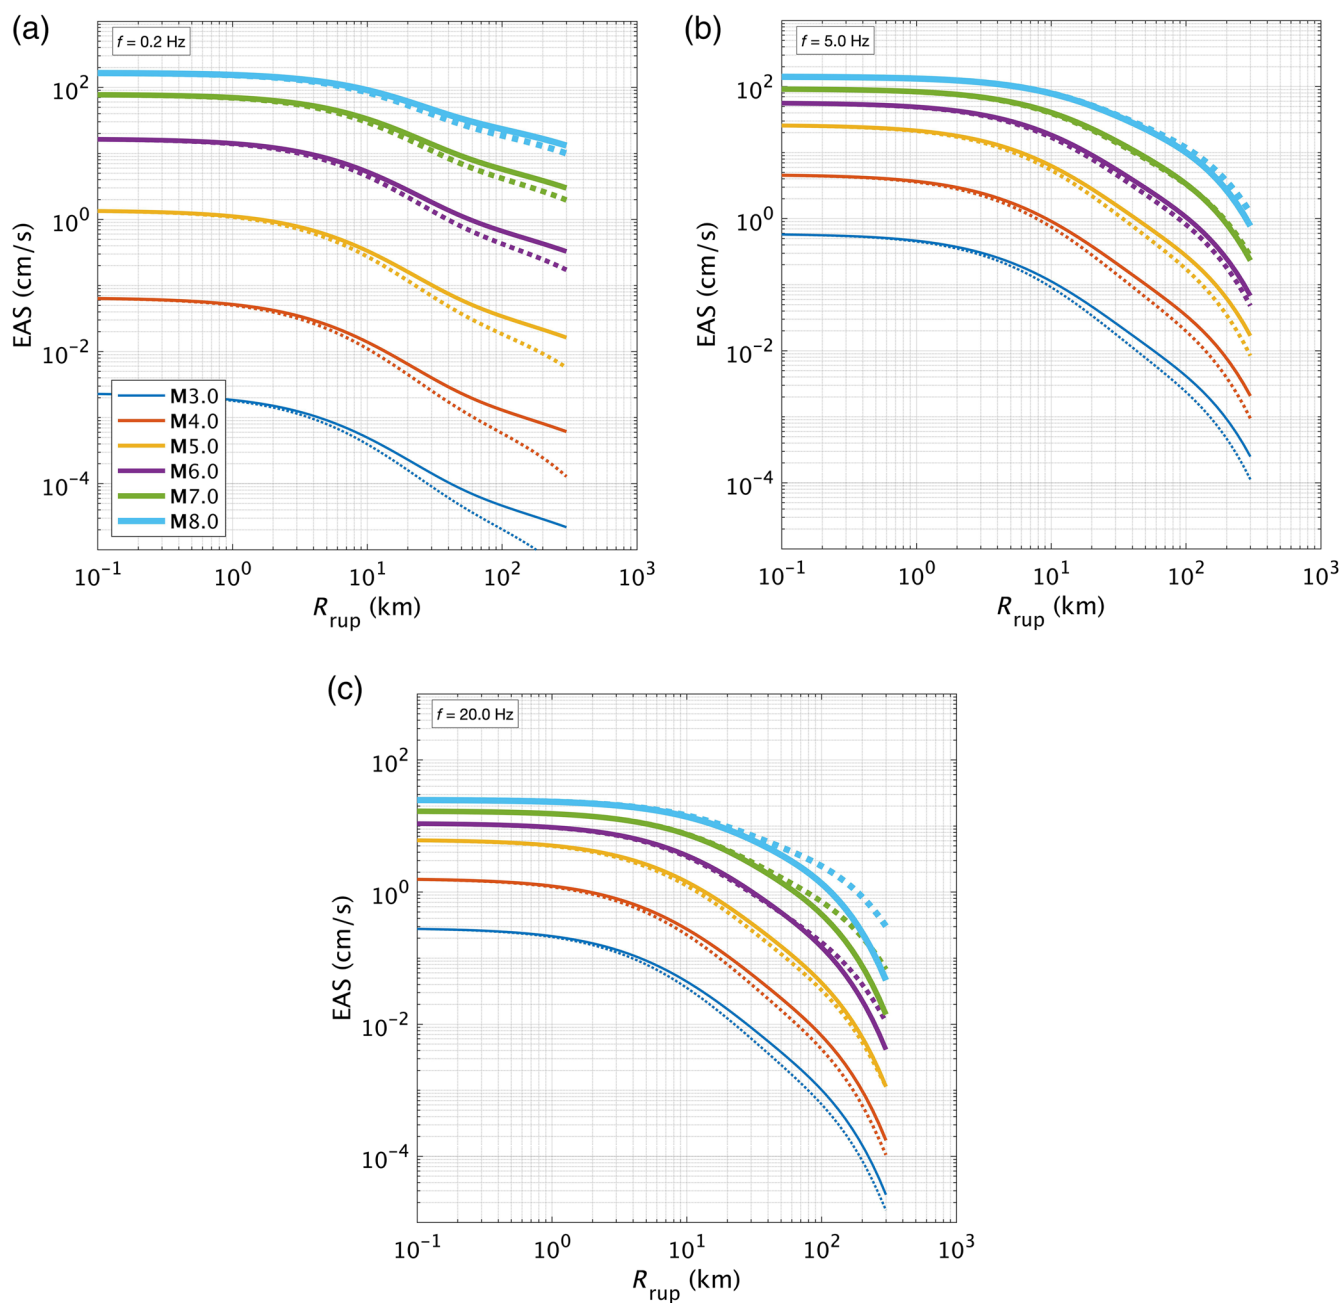 (a)
f = 0.2 Hz
EAS (cm/s)
10^2
10^0
10^-2
10^-4
M3.0
M4.0
M5.0
M6.0
M7.0
M8.0
10^-1 10^0 10^1 10^2 10^3
R_rup (km)
(b)
f = 5.0 Hz
EAS (cm/s)
10^2
10^0
10^-2
10^-4
10^-1 10^0 10^1 10^2 10^3
R_rup (km)
(c)
f = 20.0 Hz
EAS (cm/s)
10^2
10^0
10^-2
10^-4
10^-1 10^0 10^1 10^2 10^3
R_rup (km)